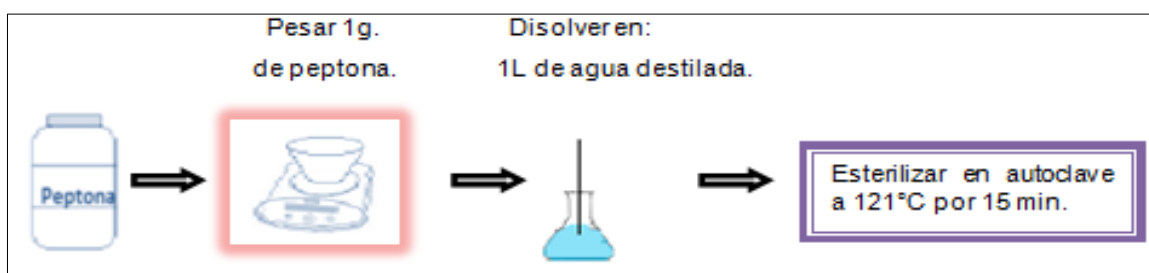 Pesar 1g.
de peptona.
Disolver en:
1L de agua destilada.
Peptona
Esterilizar en autoclave
a 121°C por 15 min.